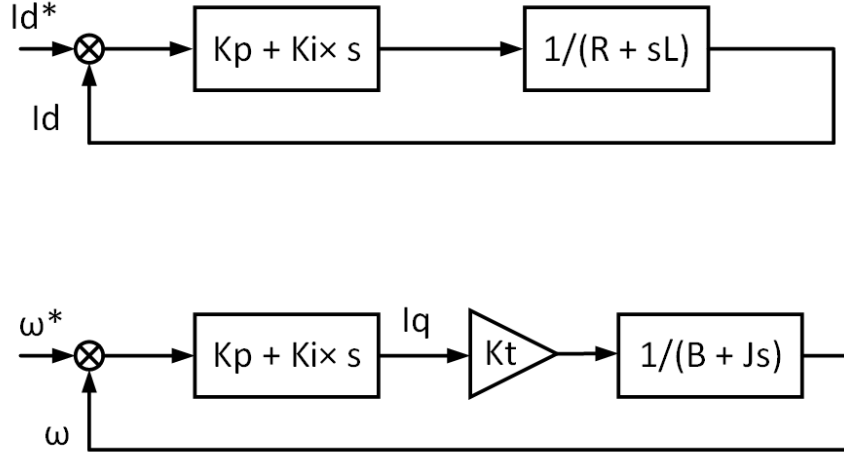 Id*
Kp + Ki× s
1/(R + sL)
Id
ω*
Kp + Ki× s
Iq
Kt
1/(B + Js)
ω